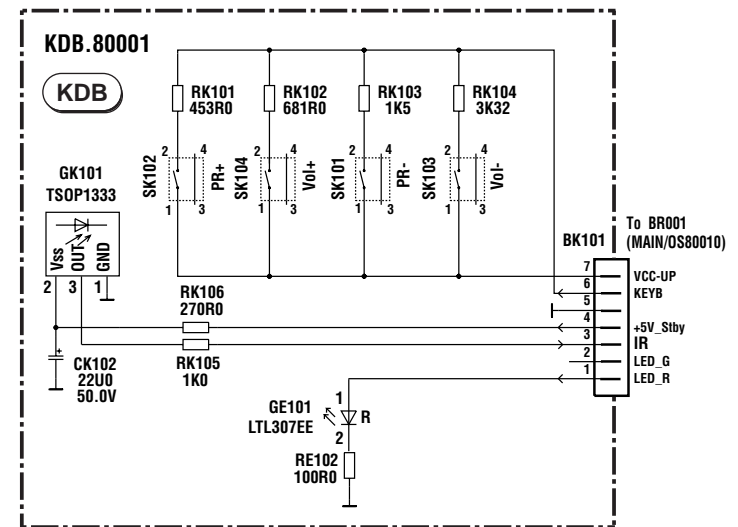 KDB.80001
KDB
RK101
453R0
RK102
681R0
RK103
1K5
RK104
3K32
2 4
SK102
PR+
1 3
2 4
SK104
Vol+
1 3
2 4
SK101
PR-
1 3
2 4
SK103
Vol-
1 3
GK101
TSOP1333
Vss
OUT
GND
2 3 1
BK101
To BR001
(MAIN/OS80010)
7 VCC-UP
6 KEYB
5
4 +5V_Stby
3 IR
2 LED_G
1 LED_R
RK106
270R0
RK105
1K0
+
CK102
22U0
50.0V
1
GE101
LTL307EE
R
2
RE102
100R0